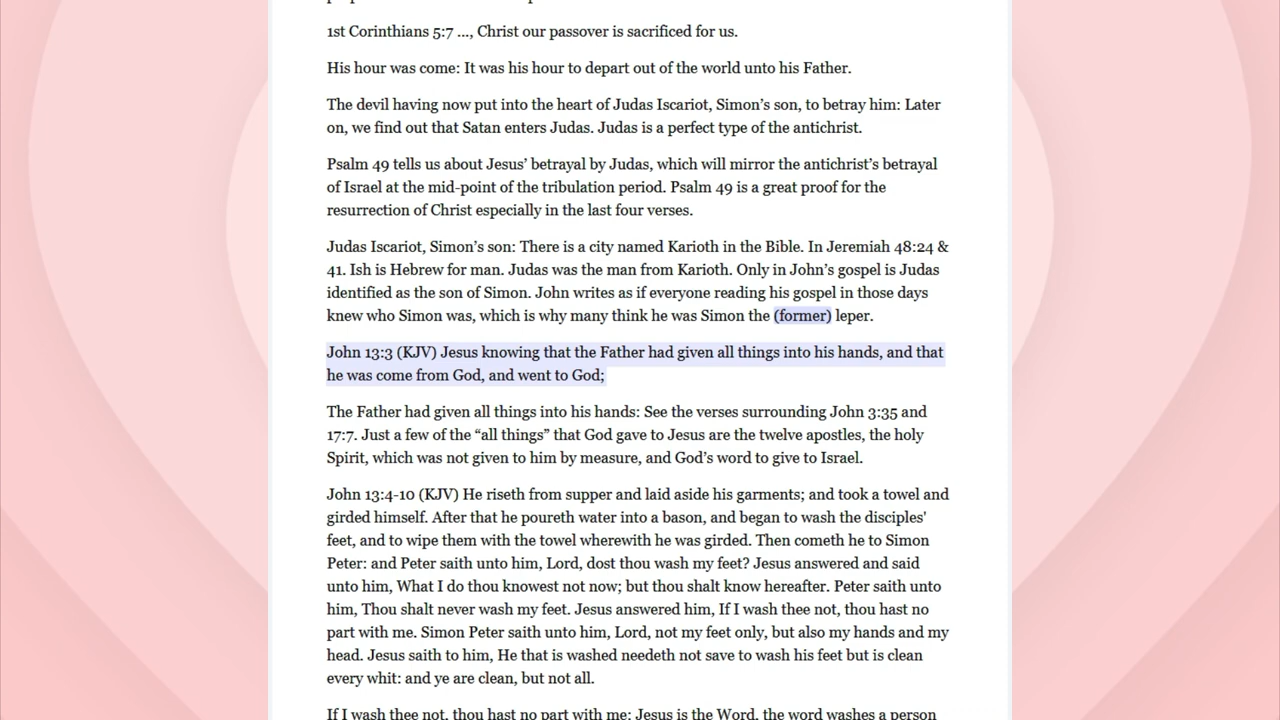 1st Corinthians 5:7 ..., Christ our passover is sacrificed for us.
His hour was come: It was his hour to depart out of the world unto his Father.
The devil having now put into the heart of Judas Iscariot, Simon’s son, to betray him: Later
on, we find out that Satan enters Judas. Judas is a perfect type of the antichrist.
Psalm 49 tells us about Jesus’ betrayal by Judas, which will mirror the antichrist’s betrayal
of Israel at the mid-point of the tribulation period. Psalm 49 is a great proof for the
resurrection of Christ especially in the last four verses.
Judas Iscariot, Simon’s son: There is a city named Karioth in the Bible. In Jeremiah 48:24 &
41. Ish is Hebrew for man. Judas was the man from Karioth. Only in John’s gospel is Judas
identified as the son of Simon. John writes as if everyone reading his gospel in those days
knew who Simon was, which is why many think he was Simon the (former) leper.
John 13:3 (KJV) Jesus knowing that the Father had given all things into his hands, and that
he was come from God, and went to God;
The Father had given all things into his hands: See the verses surrounding John 3:35 and
17:7. Just a few of the “all things” that God gave to Jesus are the twelve apostles, the holy
Spirit, which was not given to him by measure, and God’s word to give to Israel.
John 13:4-10 (KJV) He riseth from supper and laid aside his garments; and took a towel and
girded himself. After that he poureth water into a bason, and began to wash the disciples'
feet, and to wipe them with the towel wherewith he was girded. Then cometh he to Simon
Peter: and Peter saith unto him, Lord, dost thou wash my feet? Jesus answered and said
unto him, What I do thou knowest not now; but thou shalt know hereafter. Peter saith unto
him, Thou shalt never wash my feet. Jesus answered him, If I wash thee not, thou hast no
part with me. Simon Peter saith unto him, Lord, not my feet only, but also my hands and my
head. Jesus saith to him, He that is washed needeth not save to wash his feet but is clean
every whit: and ye are clean, but not all.
If I wash thee not, thou hast no part with me: Jesus is the Word, the word washes a person